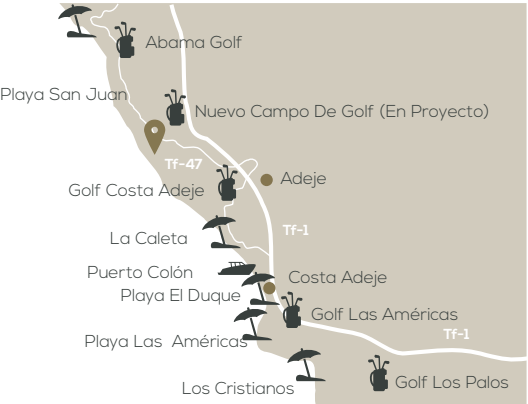 Abama Golf
Playa San Juan
Nuevo Campo De Golf (En Proyecto)
Tf-47
Adeje
Golf Costa Adeje
Tf-1
La Caleta
Puerto Colón
Costa Adeje
Playa El Duque
Golf Las Américas
Tf-1
Playa Las Américas
Golf Los Palos
Los Cristianos